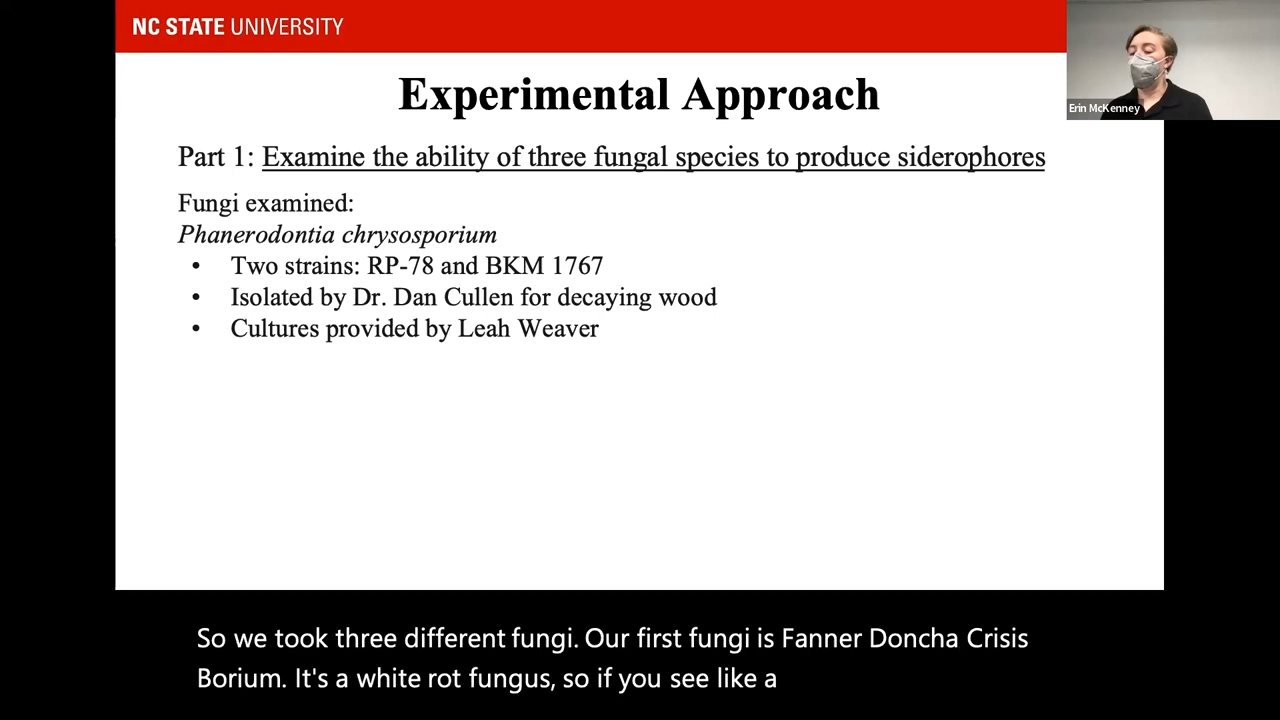 NC STATE UNIVERSITY
Erin McKenney
Experimental Approach
Part 1: Examine the ability of three fungal species to produce siderophores
Fungi examined:
Phanerodontia chrysosporium
• Two strains: RP-78 and BKM 1767
• Isolated by Dr. Dan Cullen for decaying wood
• Cultures provided by Leah Weaver
So we took three different fungi. Our first fungi is Fanner Doncha Crisis
Borium. It's a white rot fungus, so if you see like a